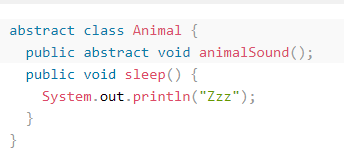 abstract class Animal {
  public abstract void animalSound();
  public void sleep() {
    System.out.println("Zzz");
  }
}